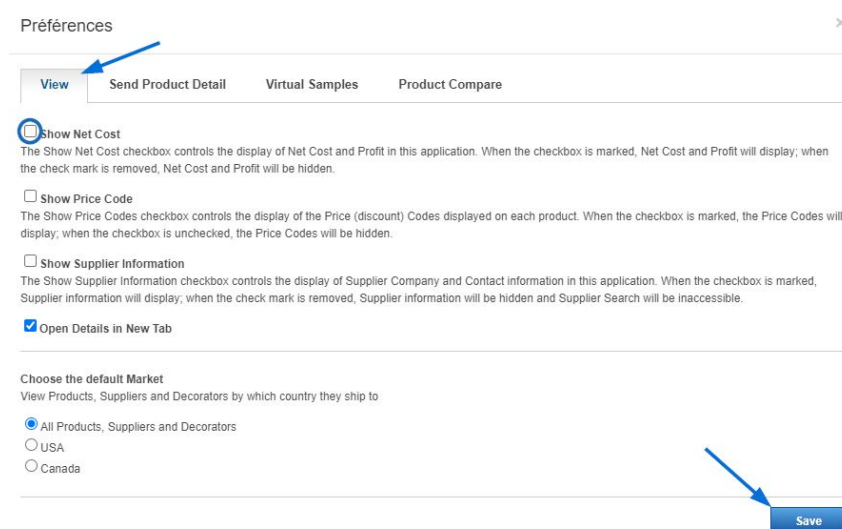 Préférences
×
View Send Product Detail Virtual Samples Product Compare
Show Net Cost
The Show Net Cost checkbox controls the display of Net Cost and Profit in this application. When the checkbox is marked, Net Cost and Profit will display; when
the check mark is removed, Net Cost and Profit will be hidden.
Show Price Code
The Show Price Codes checkbox controls the display of the Price (discount) Codes displayed on each product. When the checkbox is marked, the Price Codes will
display; when the checkbox is unchecked, the Price Codes will be hidden.
Show Supplier Information
The Show Supplier Information checkbox controls the display of Supplier Company and Contact information in this application. When the checkbox is marked,
Supplier information will display; when the check mark is removed, Supplier information will be hidden and Supplier Search will be inaccessible.
Open Details in New Tab
Choose the default Market
View Products, Suppliers and Decorators by which country they ship to
All Products, Suppliers and Decorators
USA
Canada
Save